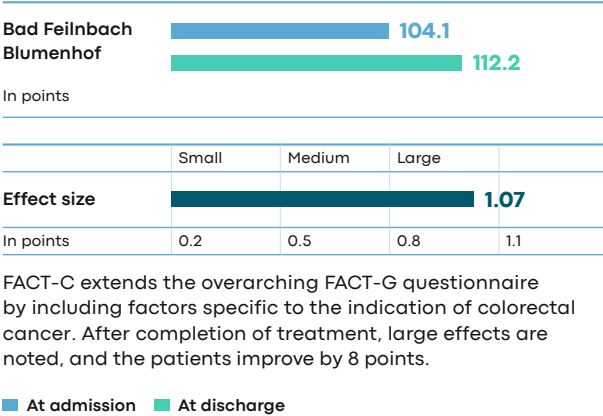 Bad Feilnbach
Blumenhof
104.1
112.2
In points
Small Medium Large
Effect size 1.07
In points 0.2 0.5 0.8 1.1
FACT-C extends the overarching FACT-G questionnaire
by including factors specific to the indication of colorectal
cancer. After completion of treatment, large effects are
noted, and the patients improve by 8 points.
At admission At discharge